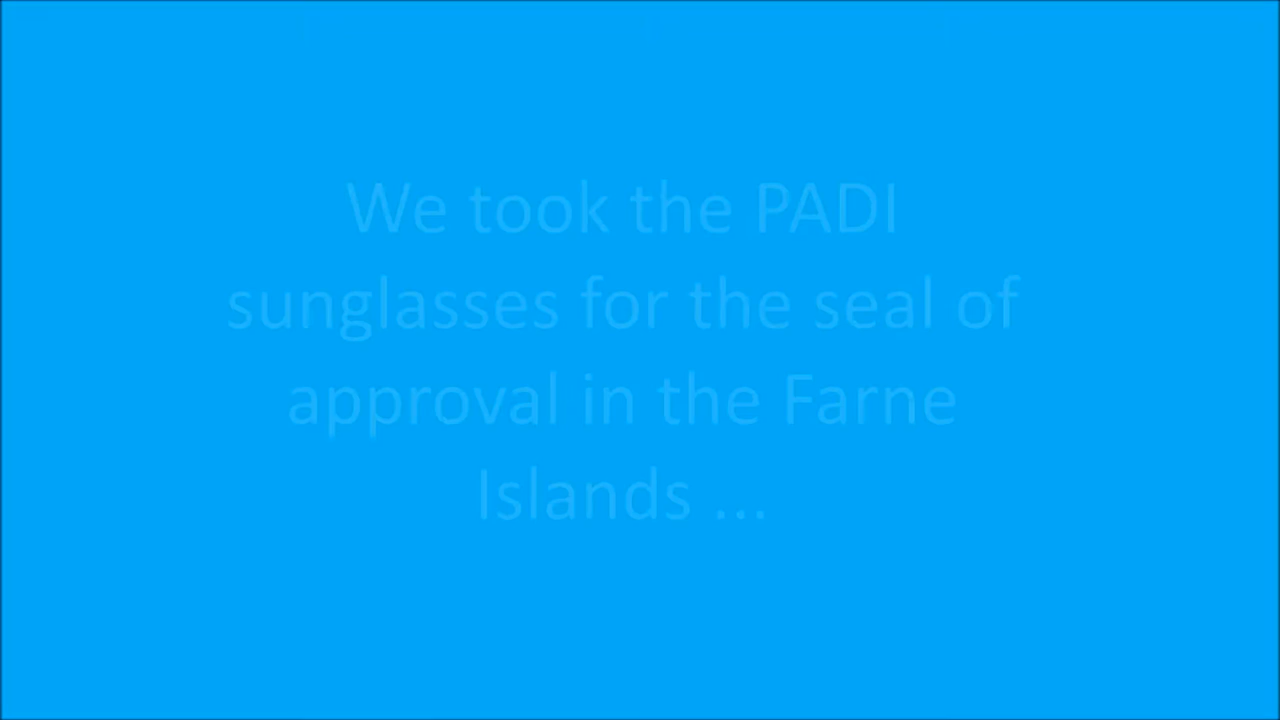 We took the PADI
sunglasses for the seal of
approval in the Farne
Islands ...